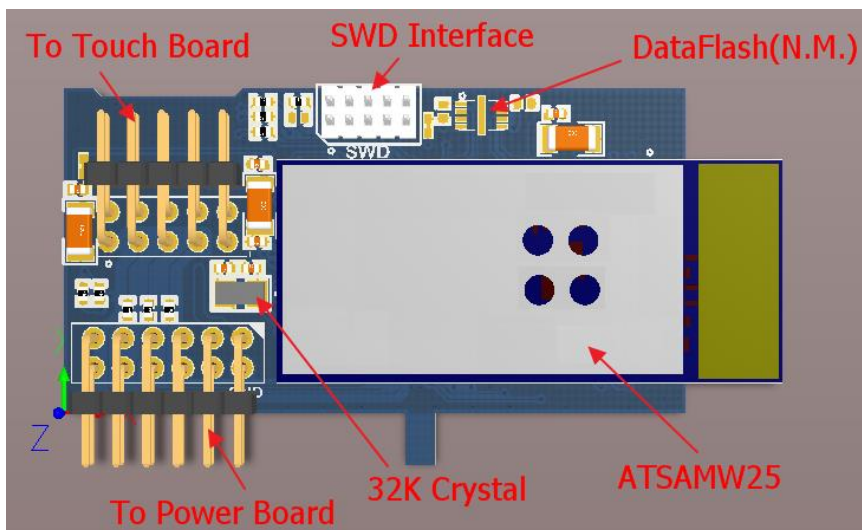 To Touch Board
SWD Interface
DataFlash(N.M.)
SWD
Z
To Power Board
32K Crystal
ATSAMW25